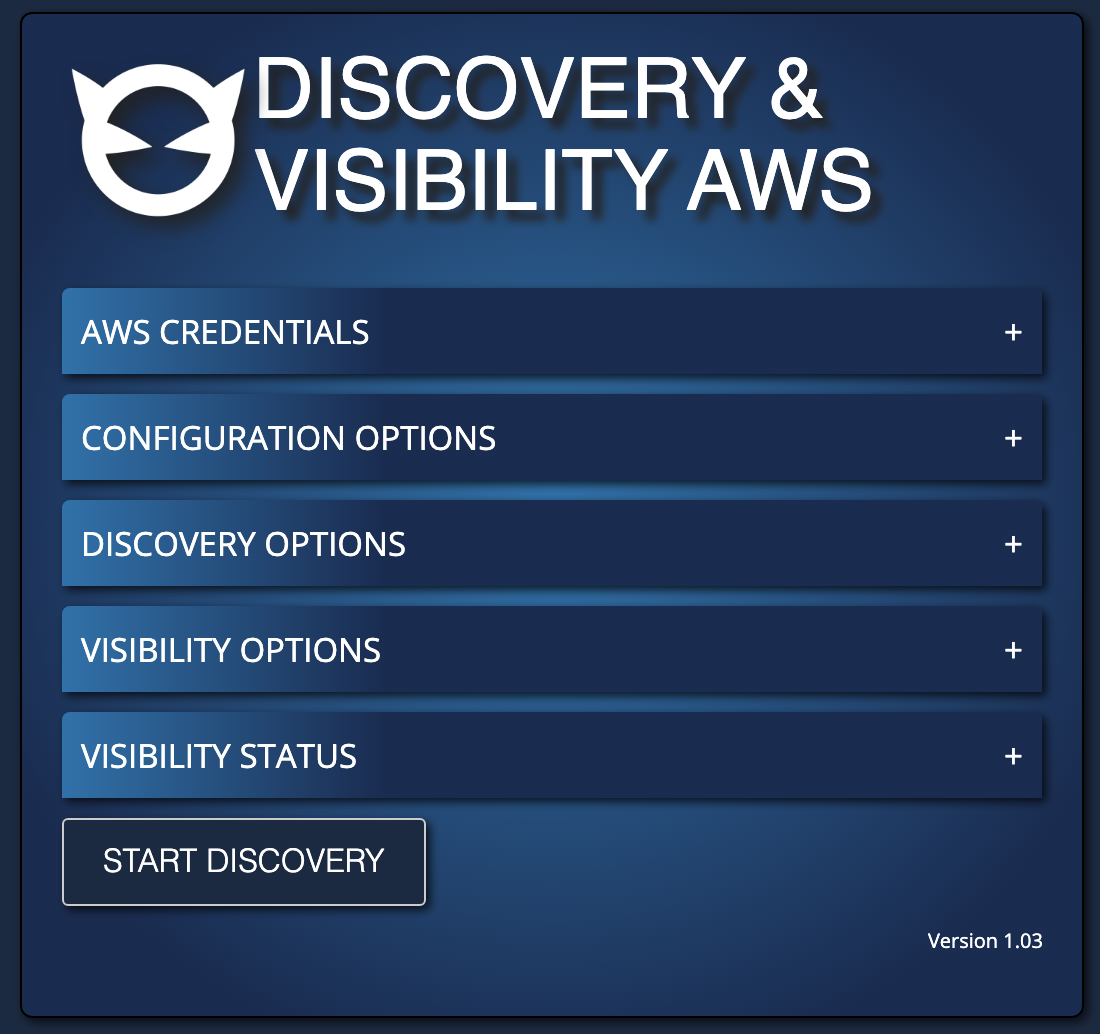 DISCOVERY &
VISIBILITY AWS
AWS CREDENTIALS +
CONFIGURATION OPTIONS +
DISCOVERY OPTIONS +
VISIBILITY OPTIONS +
VISIBILITY STATUS +
START DISCOVERY
Version 1.03